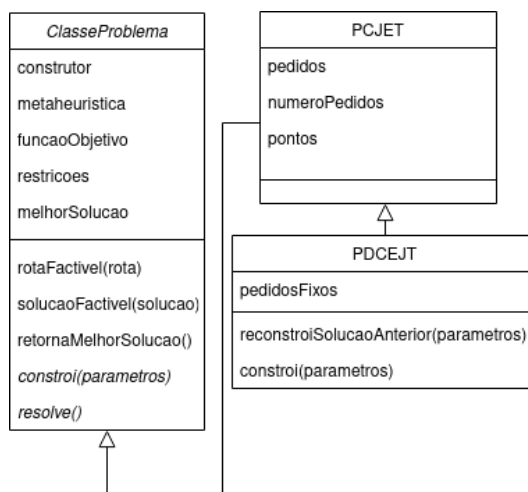 ClasseProblema
construtor
metaheuristica
funcaoObjetivo
restricoes
melhorSolucao
rotaFactivel(rota)
solucaoFactivel(solucao)
retornaMelhorSolucao()
constroi(parametros)
resolve()
PCJET
pedidos
numeroPedidos
pontos
PDCEJT
pedidosFixos
reconstroiSolucaoAnterior(parametros)
constroi(parametros)